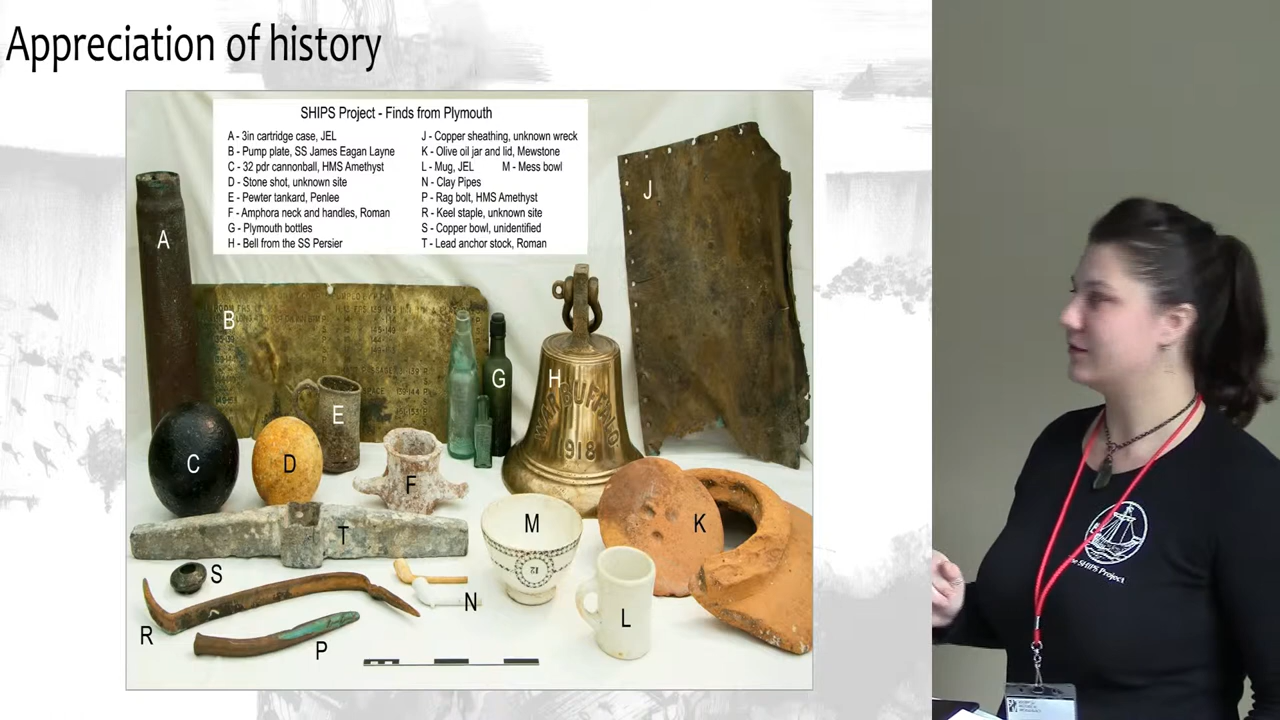 Appreciation of history
SHIPS Project - Finds from Plymouth
A - 3in cartridge case, JEL
B - Pump plate, SS James Eagan Layne
C - 32 pdr cannonball, HMS Amethyst
D - Stone shot, unknown site
E - Pewter tankard, Penlee
F - Amphora neck and handles, Roman
G - Plymouth bottles
H - Bell from the SS Persier
J - Copper sheathing, unknown wreck
K - Olive oil jar and lid, Mewstone
L - Mug, JEL M - Mess bowl
N - Clay Pipes
P - Rag bolt, HMS Amethyst
R - Keel staple, unknown site
S - Copper bowl, unidentified
T - Lead anchor stock, Roman
A
B
J
G
H
WAR BUFFALO
1918
E
C
D
F
T
M
12
K
S
N
L
R
P
The SHIPS Project